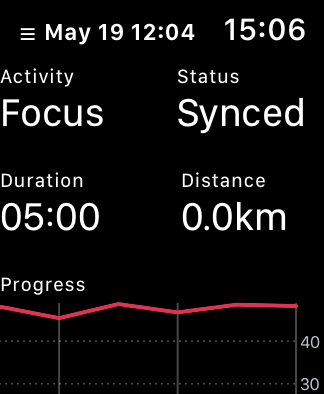 May 19 12:04 15:06
Activity Status
Focus Synced
Duration Distance
05:00 0.0km
Progress
40
30